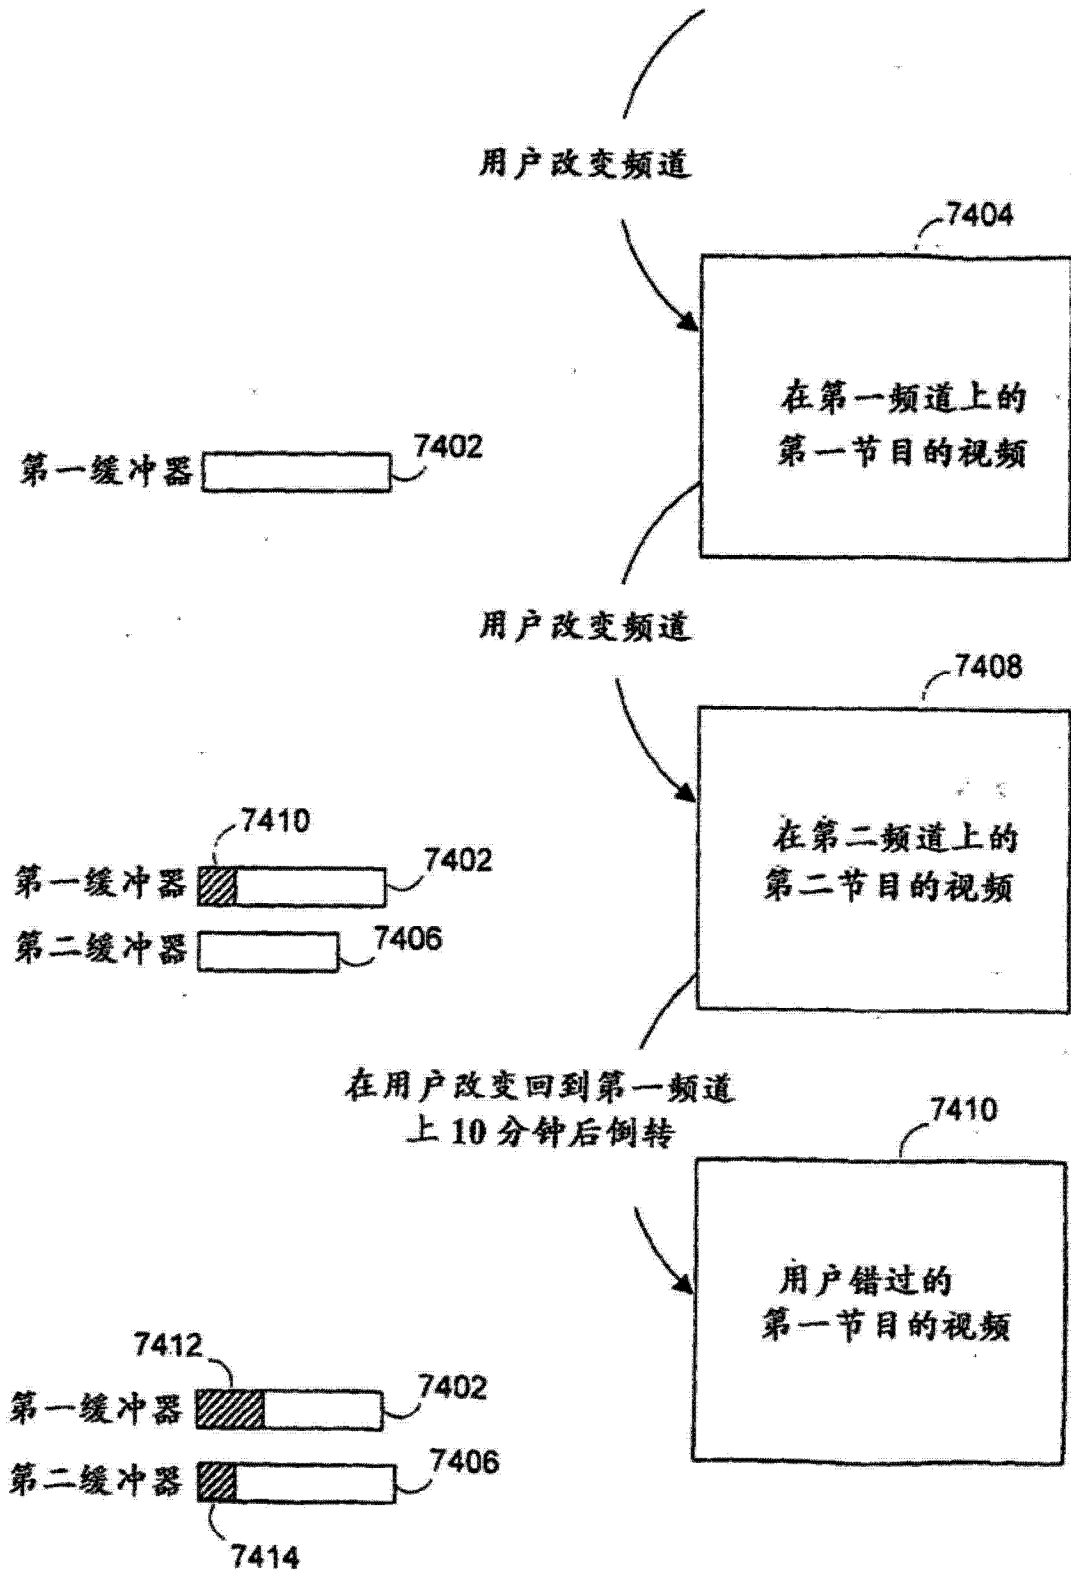 用户改变频道
7404
在第一频道上的
第一节目的视频
第一缓冲器
7402
用户改变频道
7408
在第二频道上的
第二节目的视频
7410
第一缓冲器
7402
第二缓冲器
7406
在用户改变回到第一频道
上10分钟后倒转
7410
用户错过的
第一节目的视频
7412
第一缓冲器
7402
第二缓冲器
7406
7414